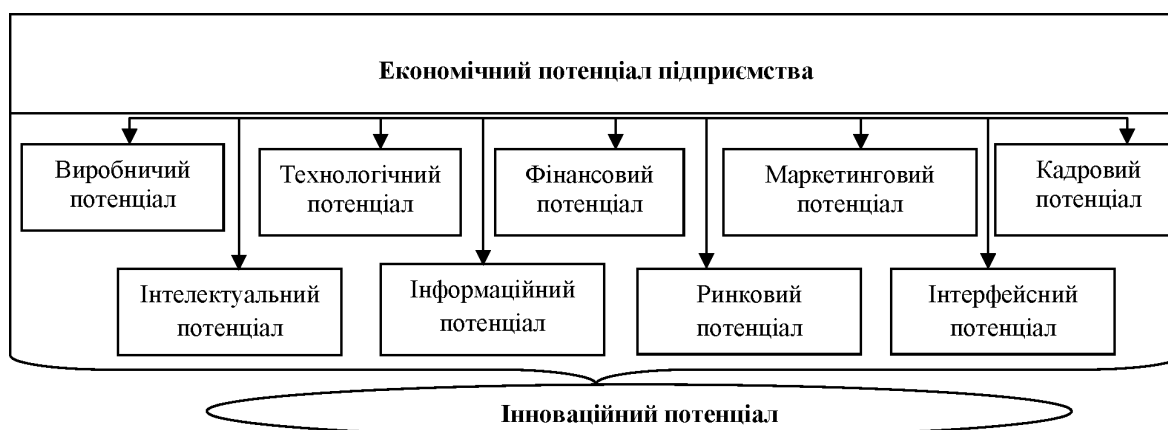 Економічний потенціал підприємства
Виробничий
потенціал
Технологічний
потенціал
Фінансовий
потенціал
Маркетинговий
потенціал
Кадровий
потенціал
Інтелектуальний
потенціал
Інформаційний
потенціал
Ринковий
потенціал
Інтерфейсний
потенціал
Інноваційний потенціал